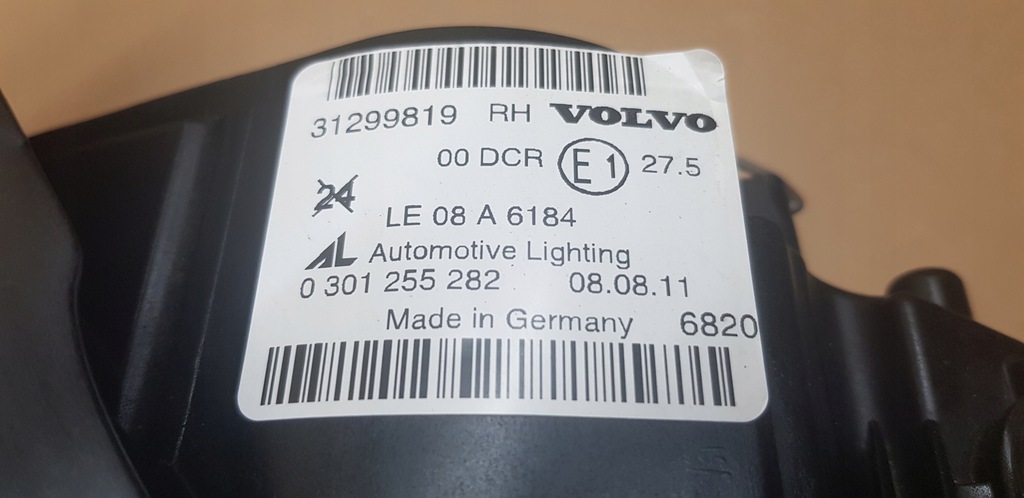 31299819 RH VOLVO
00 DCR E1 27.5
24
LE 08 A 6184
AL Automotive Lighting
0 301 255 282 08.08.11
Made in Germany 6820